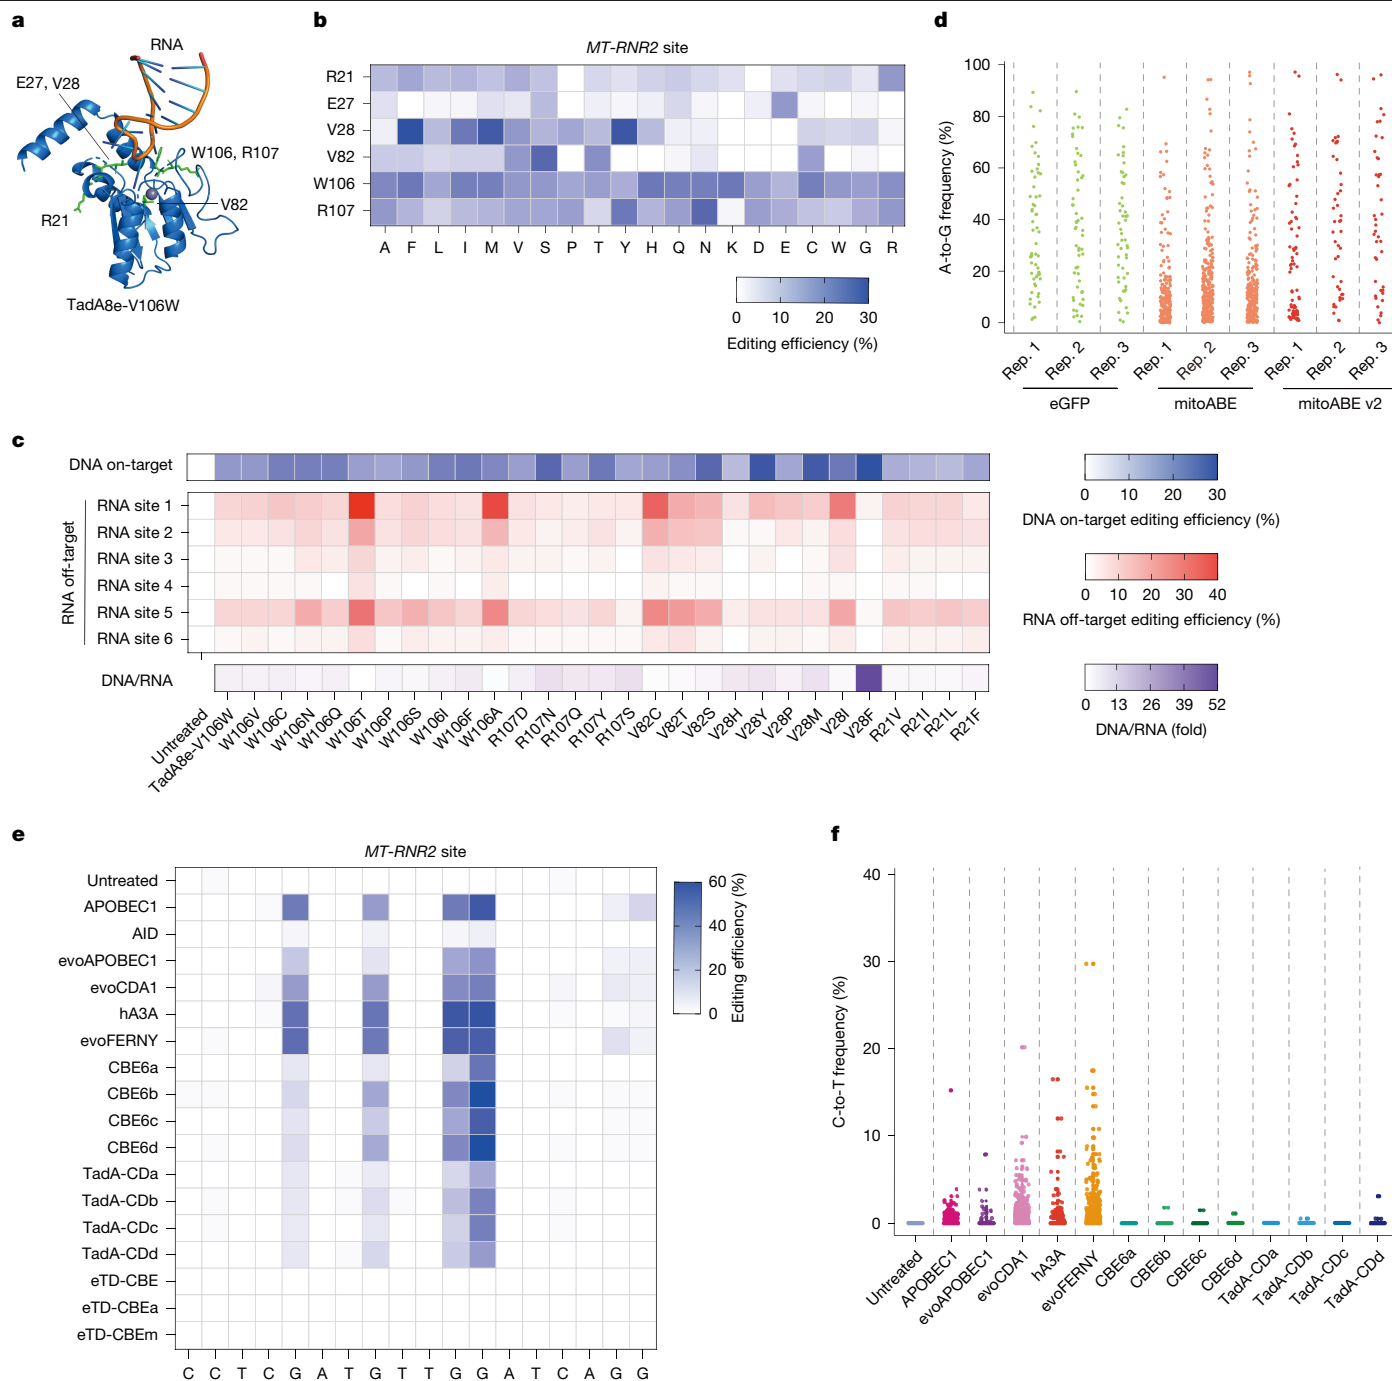 a
RNA
E27, V28
W106, R107
R21
V82
TadA8e-V106W
b
MT-RNR2 site
R21
E27
V28
V82
W106
R107
A F L I M V S P T Y H Q N K D E C W G R
0 10 20 30
Editing efficiency (%)
d
A-to-G frequency (%)
100
80
60
40
20
0
Rep. 1 Rep. 2 Rep. 3 Rep. 1 Rep. 2 Rep. 3 Rep. 1 Rep. 2 Rep. 3
eGFP mitoABE mitoABE v2
c
DNA on-target
RNA off-target
RNA site 1
RNA site 2
RNA site 3
RNA site 4
RNA site 5
RNA site 6
DNA/RNA
Untreated TadA8e-V106W W106V W106C W106N W106Q W106T W106P W106S W106I W106F W106A R107D R107N R107Q R107Y R107S V82C V82T V82S V28H V28Y V28P V28M V28I V28F R21V R21I R21L R21F
0 10 20 30
DNA on-target editing efficiency (%)
0 10 20 30 40
RNA off-target editing efficiency (%)
0 13 26 39 52
DNA/RNA (fold)
e
MT-RNR2 site
Untreated
APOBEC1
AID
evoAPOBEC1
evoCDA1
hA3A
evoFERNY
CBE6a
CBE6b
CBE6c
CBE6d
TadA-CDa
TadA-CDb
TadA-CDc
TadA-CDd
eTD-CBE
eTD-CBEa
eTD-CBEm
C C T C G A T G T T G G A T C A G G
60
40
20
0
Editing efficiency (%)
f
C-to-T frequency (%)
40
30
20
10
0
Untreated APOBEC1 evoAPOBEC1 evoCDA1 hA3A evoFERNY CBE6a CBE6b CBE6c CBE6d TadA-CDa TadA-CDb TadA-CDc TadA-CDd